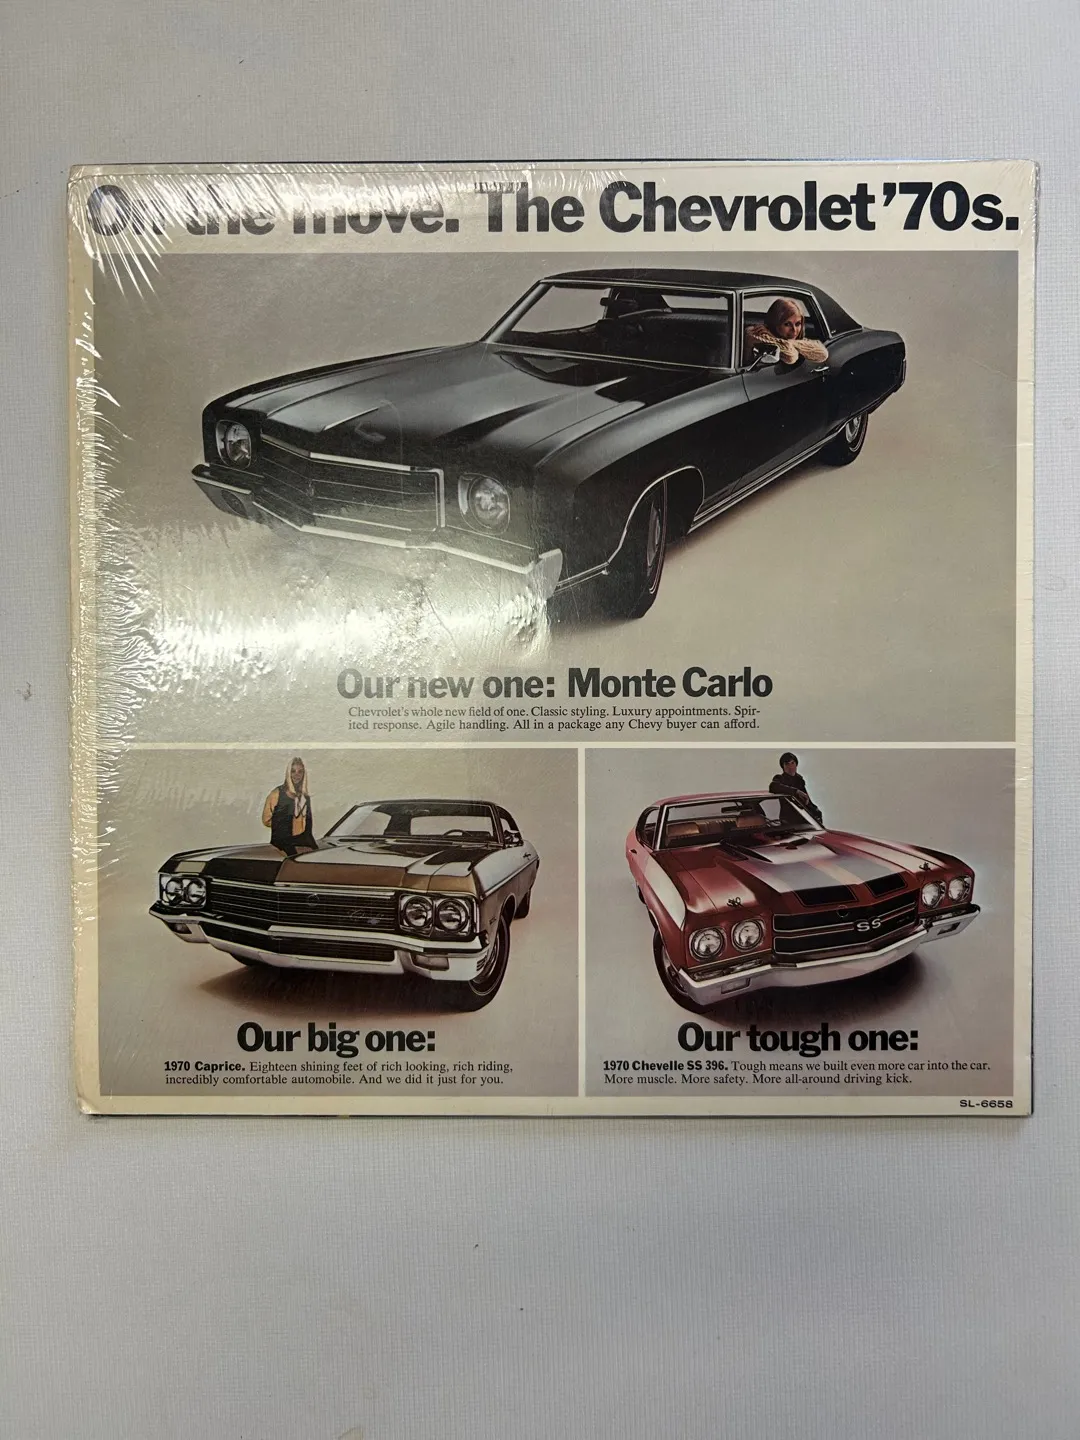 On the move. The Chevrolet '70s.
Our new one: Monte Carlo
Chevrolet's whole new field of one. Classic styling. Luxury appointments. Spir-
ited response. Agile handling. All in a package any Chevy buyer can afford.
Our big one:
1970 Caprice. Eighteen shining feet of rich looking, rich riding,
incredibly comfortable automobile. And we did it just for you.
SS
Our tough one:
1970 Chevelle SS 396. Tough means we built even more car into the car.
More muscle. More safety. More all-around driving kick.
SL-6658